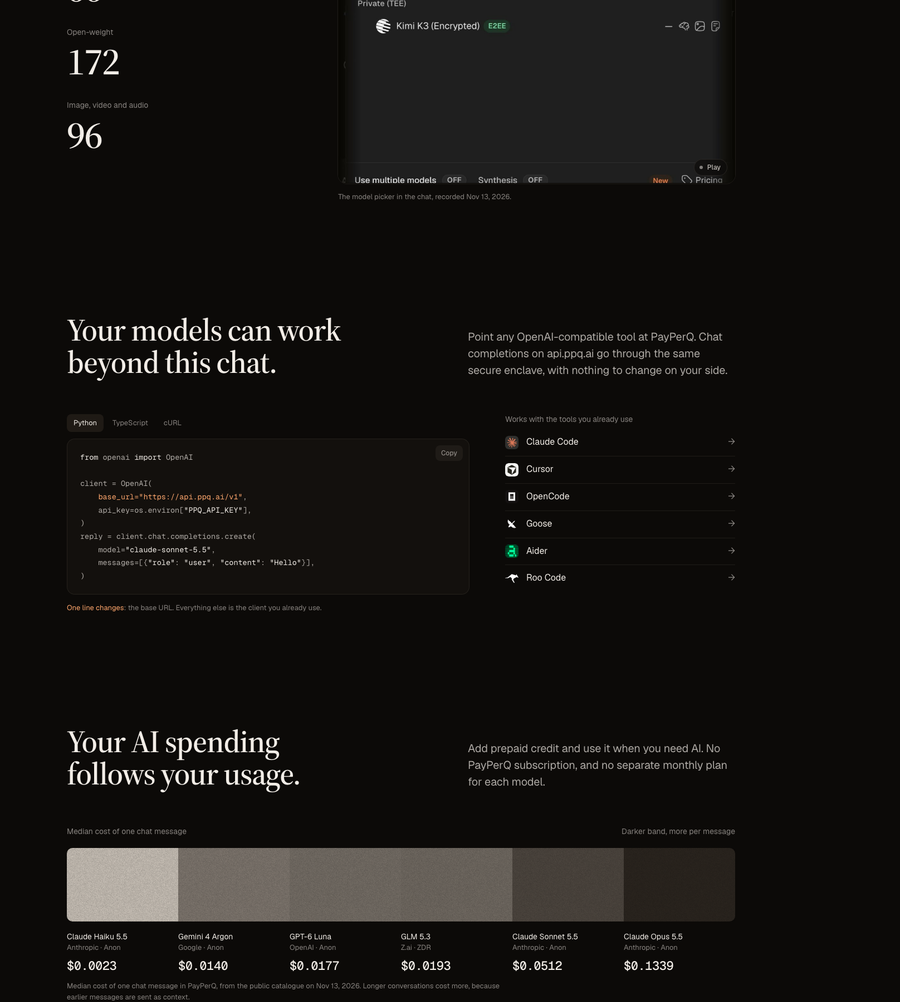 Private (TEE)
Kimi K3 (Encrypted) E2EE
Open-weight
172
Image, video and audio
96
Play
Use multiple models OFF Synthesis OFF New Pricing
The model picker in the chat, recorded Nov 13, 2026.
Your models can work
beyond this chat.
Point any OpenAI-compatible tool at PayPerQ. Chat
completions on api.ppq.ai go through the same
secure enclave, with nothing to change on your side.
Python TypeScript cURL
Copy
from openai import OpenAI
client = OpenAI(
base_url="https://api.ppq.ai/v1",
api_key=os.environ["PPQ_API_KEY"],
)
reply = client.chat.completions.create(
model="claude-sonnet-5.5",
messages=[{"role": "user", "content": "Hello"}],
)
One line changes: the base URL. Everything else is the client you already use.
Works with the tools you already use
Claude Code →
Cursor →
OpenCode →
Goose →
Aider →
Roo Code →
Your AI spending
follows your usage.
Add prepaid credit and use it when you need AI. No
PayPerQ subscription, and no separate monthly plan
for each model.
Median cost of one chat message
Darker band, more per message
Claude Haiku 5.5 Gemini 4 Argon GPT-6 Luna GLM 5.3 Claude Sonnet 5.5 Claude Opus 5.5
Anthropic · Anon Google · Anon OpenAI · Anon Z.ai · ZDR Anthropic · Anon Anthropic · Anon
$0.0023 $0.0140 $0.0177 $0.0193 $0.0512 $0.1339
Median cost of one chat message in PayPerQ, from the public catalogue on Nov 13, 2026. Longer conversations cost more, because
earlier messages are sent as context.